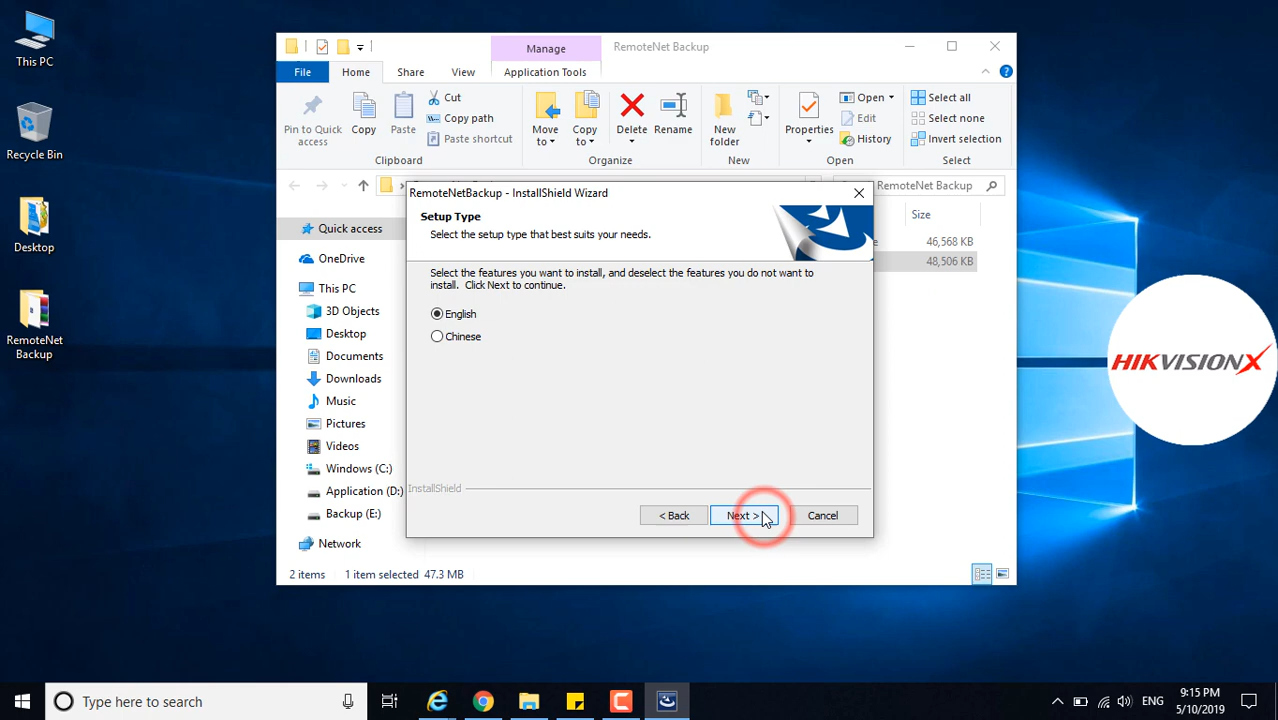 This PC
Recycle Bin
Desktop
RemoteNet
Backup
Manage
RemoteNet Backup
File
Home
Share
View
Application Tools
Pin to Quick
access
Copy
Paste
Cut
Copy path
Paste shortcut
Clipboard
Move
to
Copy
to
Delete
Rename
Organize
New
folder
New
Properties
Open
Edit
History
Open
Select all
Select none
Invert selection
Select
RemoteNet Backup
Size
46,568 KB
48,506 KB
Quick access
OneDrive
This PC
3D Objects
Desktop
Documents
Downloads
Music
Pictures
Videos
Windows (C:)
Application (D:)
Backup (E:)
Network
2 items
1 item selected 47.3 MB
RemoteNetBackup - InstallShield Wizard
Setup Type
Select the setup type that best suits your needs.
Select the features you want to install, and deselect the features you do not want to
install. Click Next to continue.
English
Chinese
InstallShield
< Back
Next >
Cancel
HIKVISIONX
Type here to search
ENG
9:15 PM
5/10/2019